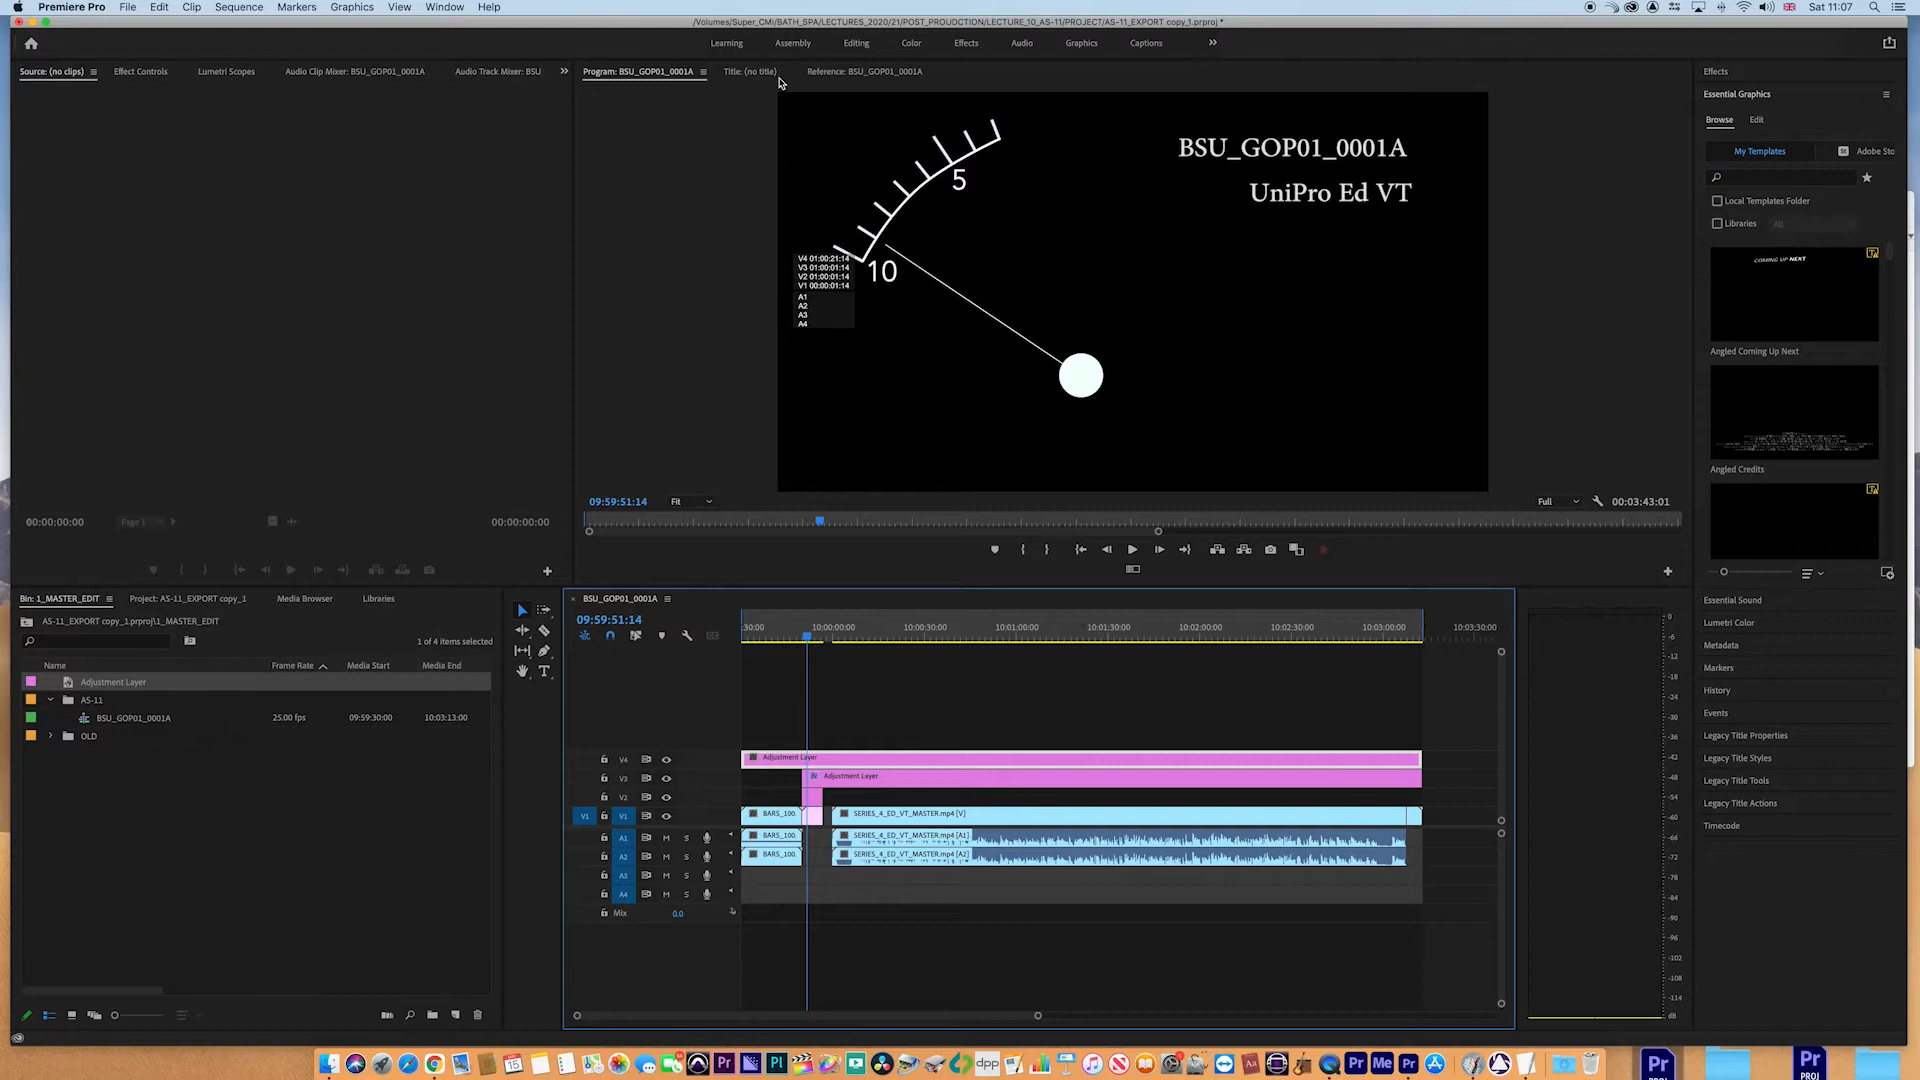 Premiere Pro File Edit Clip Sequence Markers Graphics View Window Help Sat 11:07
/Volumes/Super_CMI/BATH_SPA/LECTURES_2020/21/POST_PROUDCTION/LECTURE_10_AS-11/PROJECT/AS-11_EXPORT copy_1.prproj *
Learning Assembly Editing Color Effects Audio Graphics Captions
Source: (no clips) Effect Controls Lumetri Scopes Audio Clip Mixer: BSU_GOP01_0001A Audio Track Mixer: BSU
Program: BSU_GOP01_0001A Title: (no title) Reference: BSU_GOP01_0001A
BSU_GOP01_0001A
UniPro Ed VT
5
10
V4 01:00:21:14
V3 01:00:01:14
V2 01:00:01:14
V1 00:00:01:14
A1
A2
A3
A4
09:59:51:14 Fit Full 00:03:43:01
00:00:00:00 Page 1 00:00:00:00
Effects
Essential Graphics
Browse Edit
My Templates St Adobe Sto
Local Templates Folder
Libraries All
COMING UP NEXT
Angled Coming Up Next
Angled Credits
Essential Sound
Lumetri Color
Metadata
Markers
History
Events
Legacy Title Properties
Legacy Title Styles
Legacy Title Tools
Legacy Title Actions
Timecode
Bin: 1_MASTER_EDIT Project: AS-11_EXPORT copy_1 Media Browser Libraries
AS-11_EXPORT copy_1.prproj\1_MASTER_EDIT
1 of 4 items selected
Name Frame Rate Media Start Media End
Adjustment Layer
AS-11
BSU_GOP01_0001A 25.00 fps 09:59:30:00 10:03:13:00
OLD
BSU_GOP01_0001A
09:59:51:14
:30:00 10:00:00:00 10:00:30:00 10:01:00:00 10:01:30:00 10:02:00:00 10:02:30:00 10:03:00:00 10:03:30:00
V4 Adjustment Layer
V3 Adjustment Layer
V2
V1 V1 BARS_100. SERIES_4_ED_VT_MASTER.mp4 [V]
A1 M S BARS_100. SERIES_4_ED_VT_MASTER.mp4 [A1]
A2 M S BARS_100. SERIES_4_ED_VT_MASTER.mp4 [A2]
A3 M S
A4 M S
Mix 0.0
0
-6
-12
-18
-24
-30
-36
-42
-48
-54
-60
-66
-72
-78
-84
-90
-96
-102
-108
-114
dB
15 Pr Pl dpp Aa Pr Me Pr Pr PROJ Pr PROJ